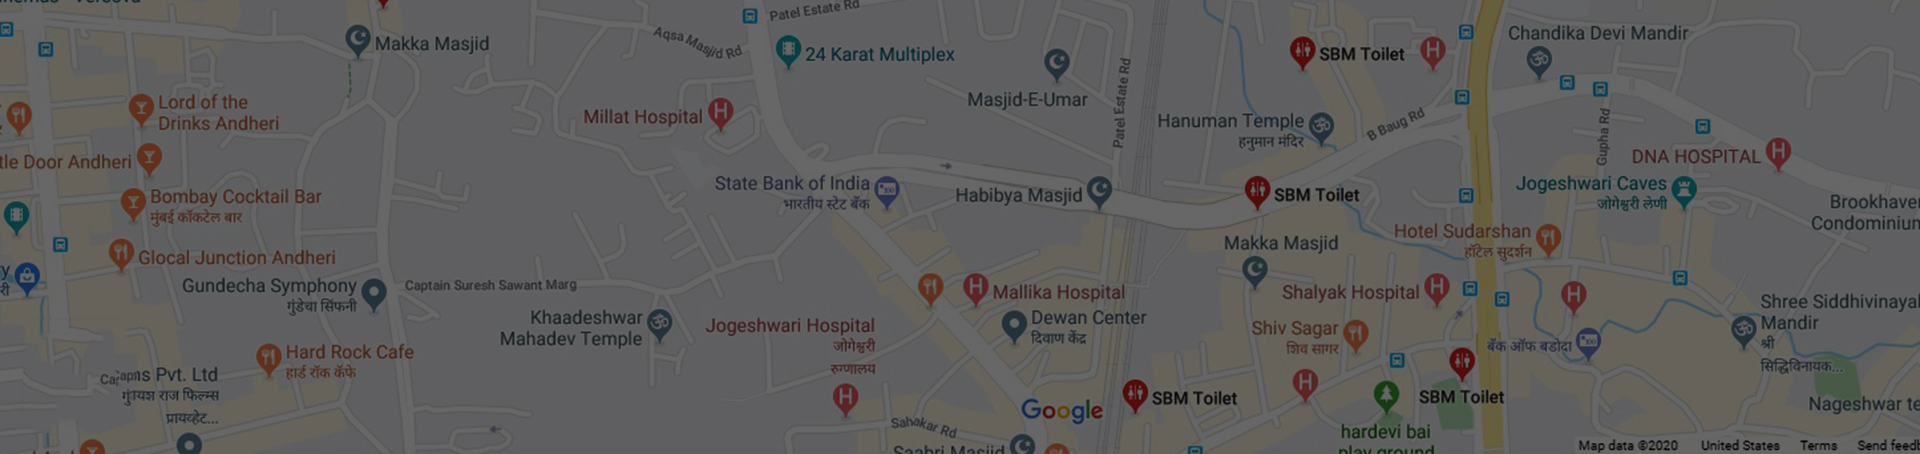 Patel Estate Rd
Makka Masjid
Aqsa Masjid Rd
24 Karat Multiplex
SBM Toilet
Chandika Devi Mandir
Lord of the
Drinks Andheri
Millat Hospital
Masjid-E-Umar
Patel Estate Rd
Hanuman Temple
हनुमान मंदिर
B Baug Rd
Gupha Rd
DNA HOSPITAL
tle Door Andheri
State Bank of India
भारतीय स्टेट बँक
Habibya Masjid
SBM Toilet
Jogeshwari Caves
जोगेश्वरी लेणी
Bombay Cocktail Bar
मुंबई कॉकटेल बार
Brookhaven
Condominium
Hotel Sudarshan
हॉटेल सुदर्शन
Makka Masjid
Glocal Junction Andheri
Gundecha Symphony
गुंडेचा सिंफनी
Captain Suresh Sawant Marg
Mallika Hospital
Shalyak Hospital
Khaadeshwar
Mahadev Temple
Jogeshwari Hospital
जोगेश्वरी
रुग्णालय
Dewan Center
दिवाण केंद्र
Shiv Sagar
शिव सागर
बँक ऑफ बडोदा
Shree Siddhivinayak
Mandir
श्री
सिद्धिविनायक...
Hard Rock Cafe
हार्ड रॉक कॅफे
Pvt. Ltd
राज फिल्म्स
प्रायव्हेट...
Google
SBM Toilet
SBM Toilet
Nageshwar te
Sahakar Rd
Saabri Masjid
hardevi bai
play ground
Map data ©2020
United States
Terms
Send feedb